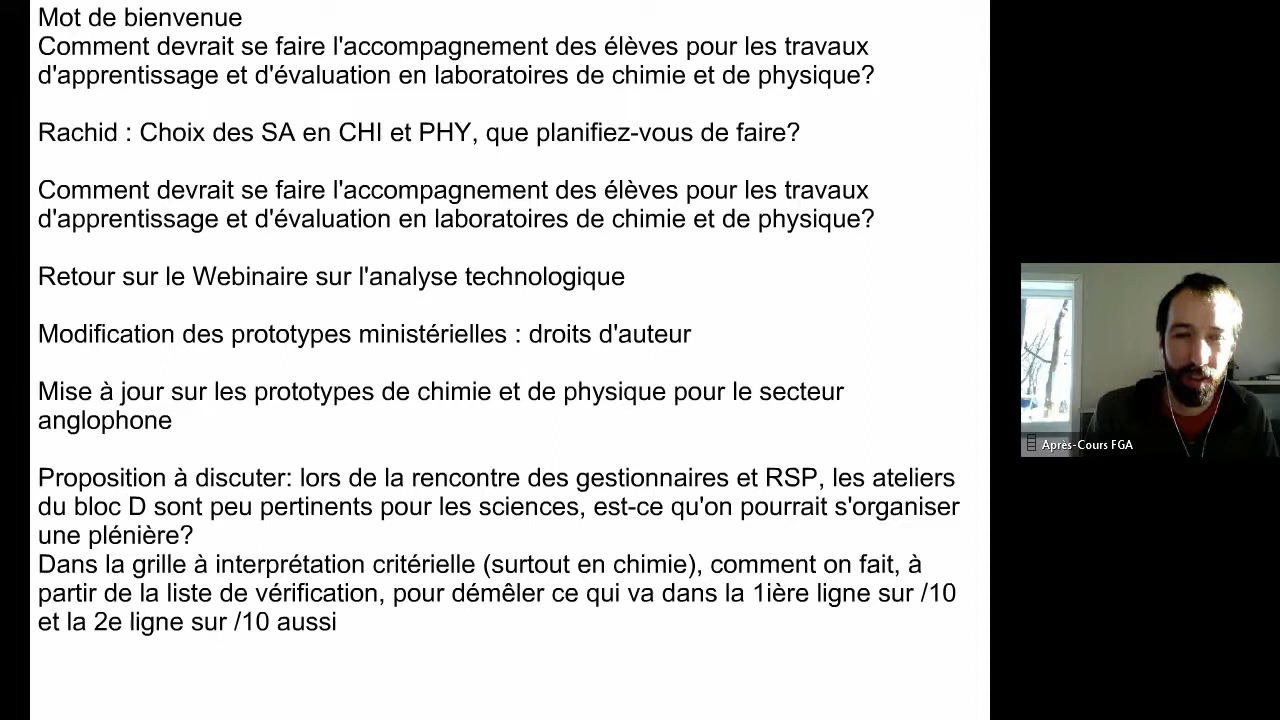 Mot de bienvenue
Comment devrait se faire l'accompagnement des élèves pour les travaux
d'apprentissage et d'évaluation en laboratoires de chimie et de physique?
Rachid : Choix des SA en CHI et PHY, que planifiez-vous de faire?
Comment devrait se faire l'accompagnement des élèves pour les travaux
d'apprentissage et d'évaluation en laboratoires de chimie et de physique?
Retour sur le Webinaire sur l'analyse technologique
Modification des prototypes ministérielles : droits d'auteur
Mise à jour sur les prototypes de chimie et de physique pour le secteur
anglophone
Proposition à discuter: lors de la rencontre des gestionnaires et RSP, les ateliers
du bloc D sont peu pertinents pour les sciences, est-ce qu'on pourrait s'organiser
une plénière?
Dans la grille à interprétation critérielle (surtout en chimie), comment on fait, à
partir de la liste de vérification, pour démêler ce qui va dans la 1ière ligne sur /10
et la 2e ligne sur /10 aussi
Après-Cours FGA